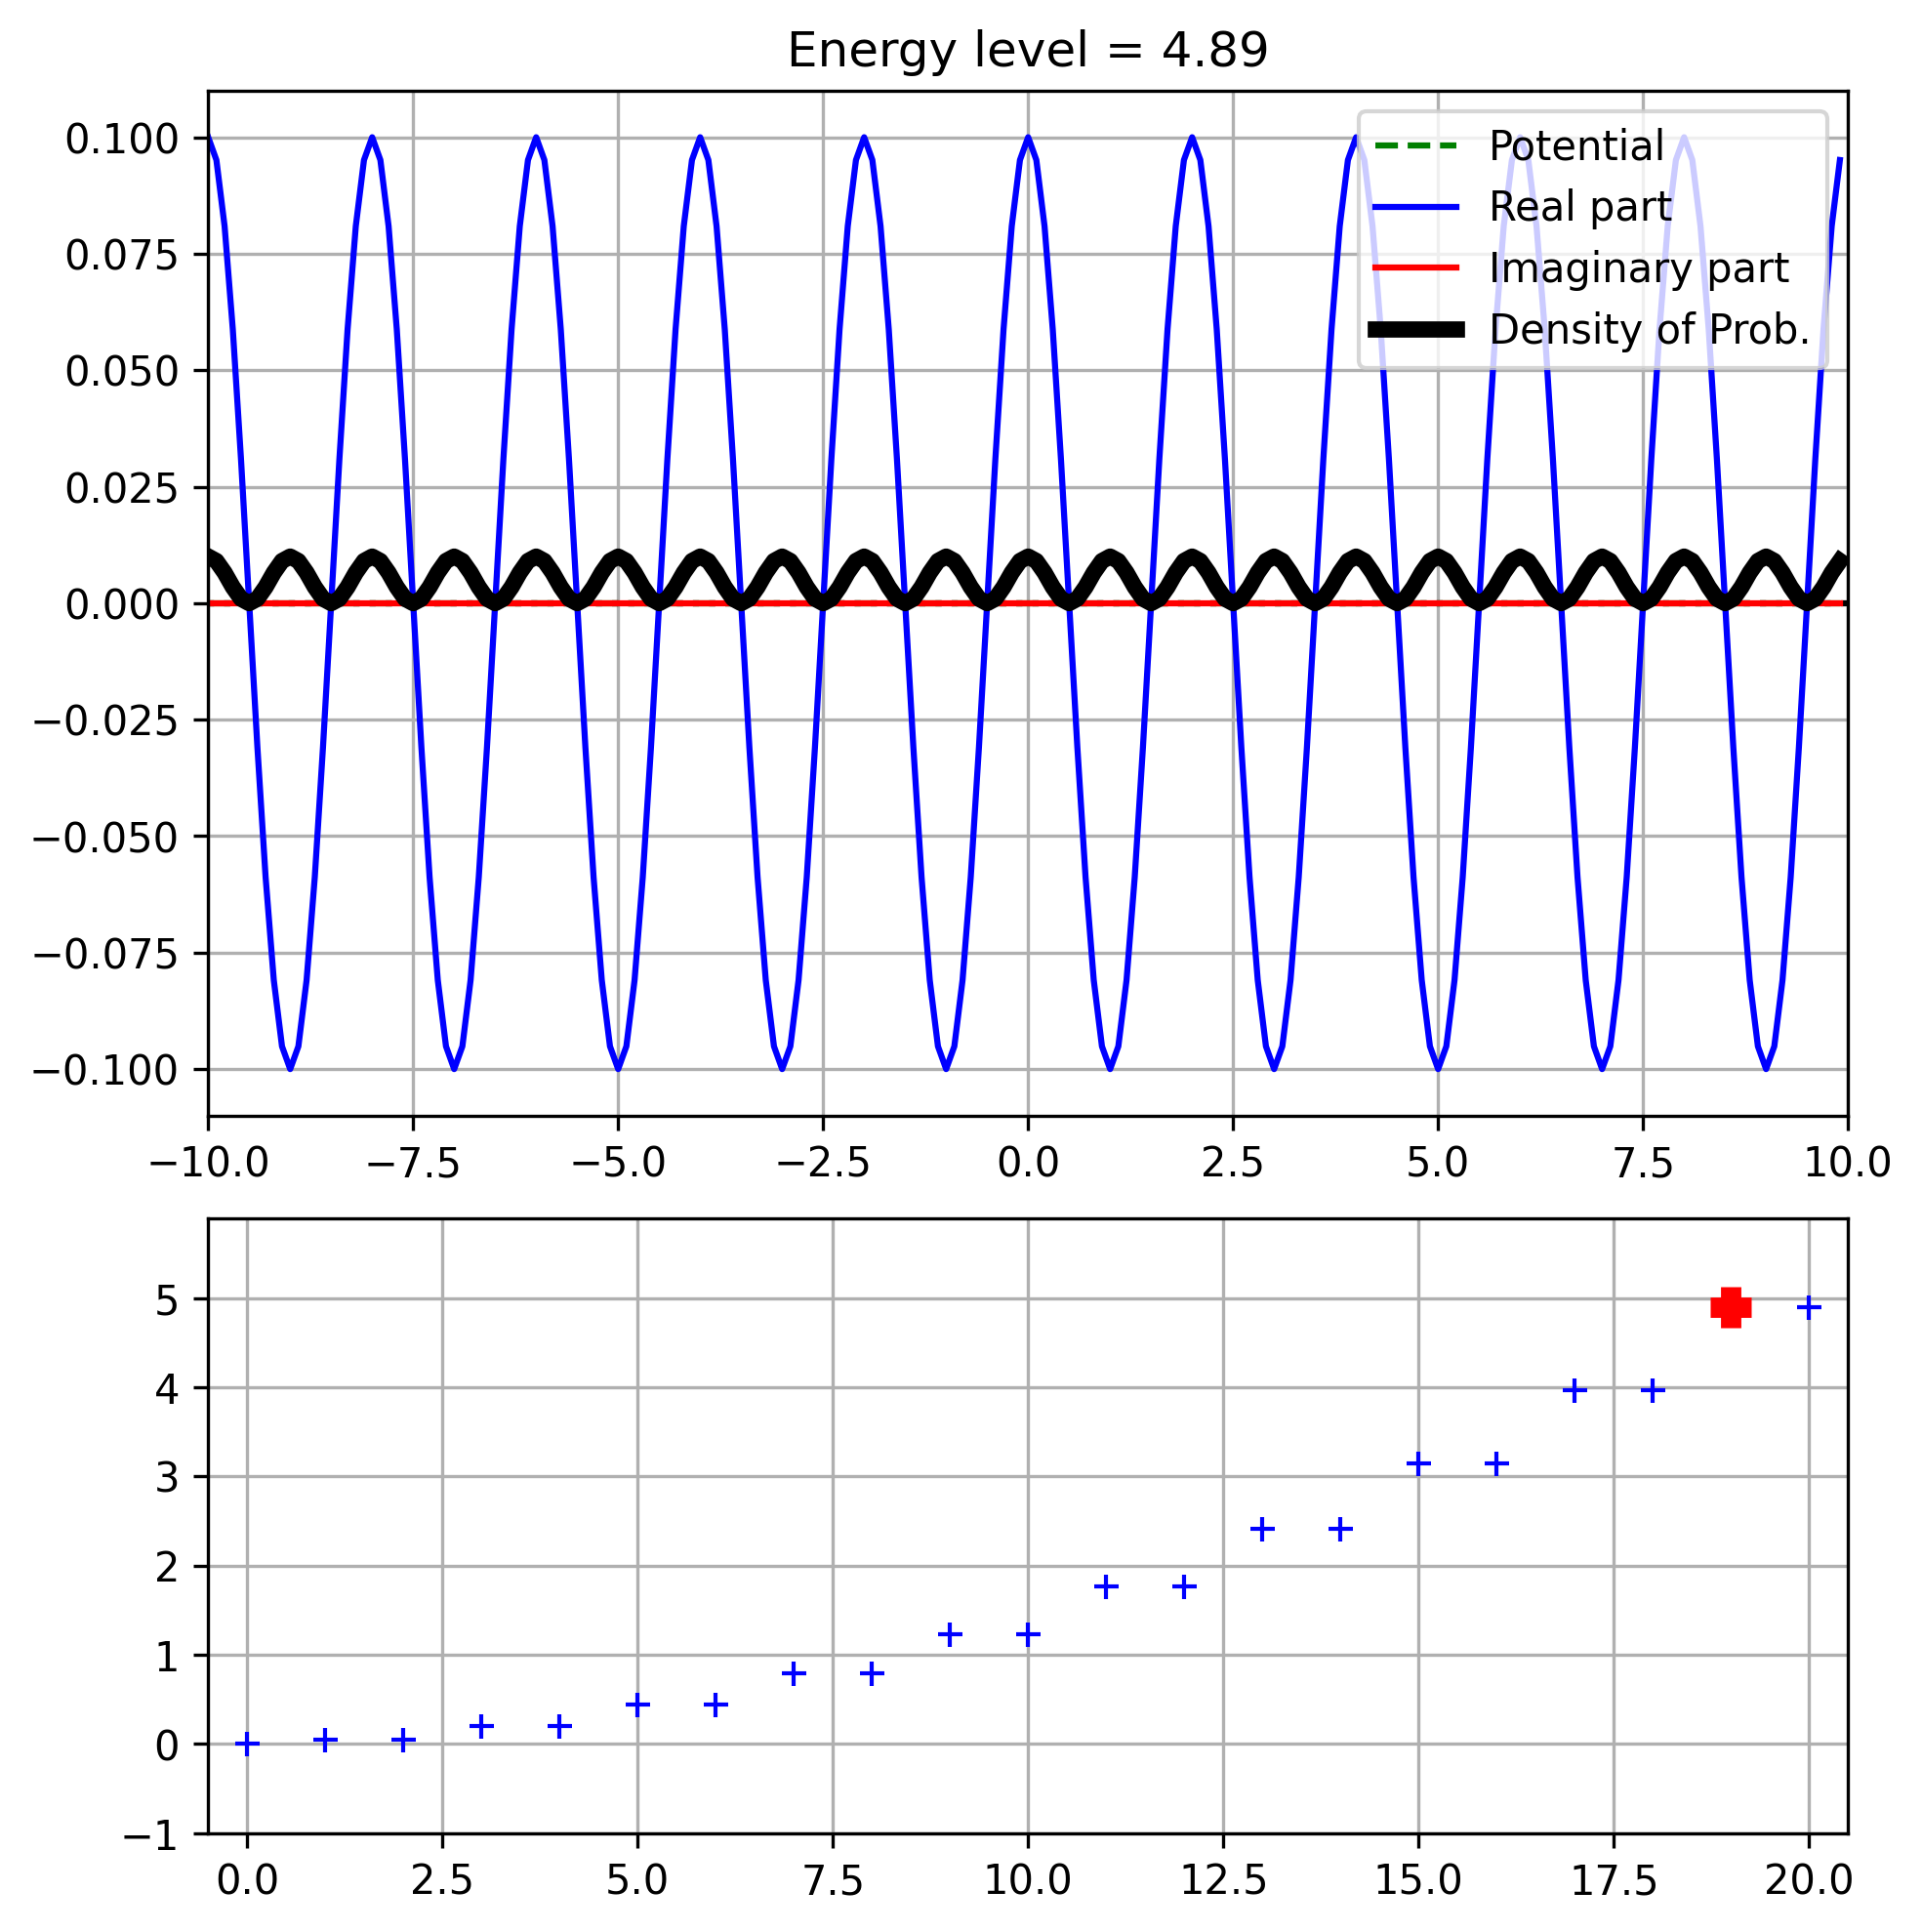 Energy level = 4.89
0.100
0.075
0.050
0.025
0.000
−0.025
−0.050
−0.075
−0.100
Potential
Real part
Imaginary part
Density of Prob.
−10.0 −7.5 −5.0 −2.5 0.0 2.5 5.0 7.5 10.0
5
4
3
2
1
0
−1
0.0 2.5 5.0 7.5 10.0 12.5 15.0 17.5 20.0